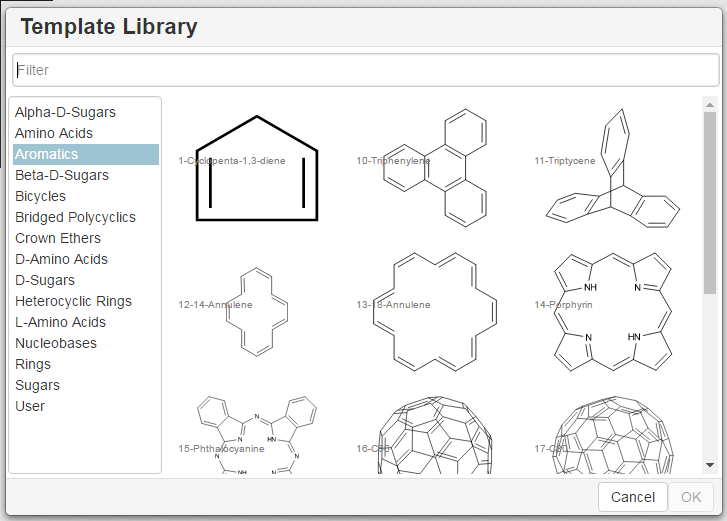 Template Library
Filter
Alpha-D-Sugars
Amino Acids
Aromatics
Beta-D-Sugars
Bicycles
Bridged Polycyclics
Crown Ethers
D-Amino Acids
D-Sugars
Heterocyclic Rings
L-Amino Acids
Nucleobases
Rings
Sugars
User
1-Cyclopenta-1,3-diene
10-Triphenylene
11-Triptycene
12-14-Annulene
13-18-Annulene
14-Porphyrin
NH N
N HN
15-Phthalocyanine
N
N HN
N N
NH N
16-C60
Cancel OK